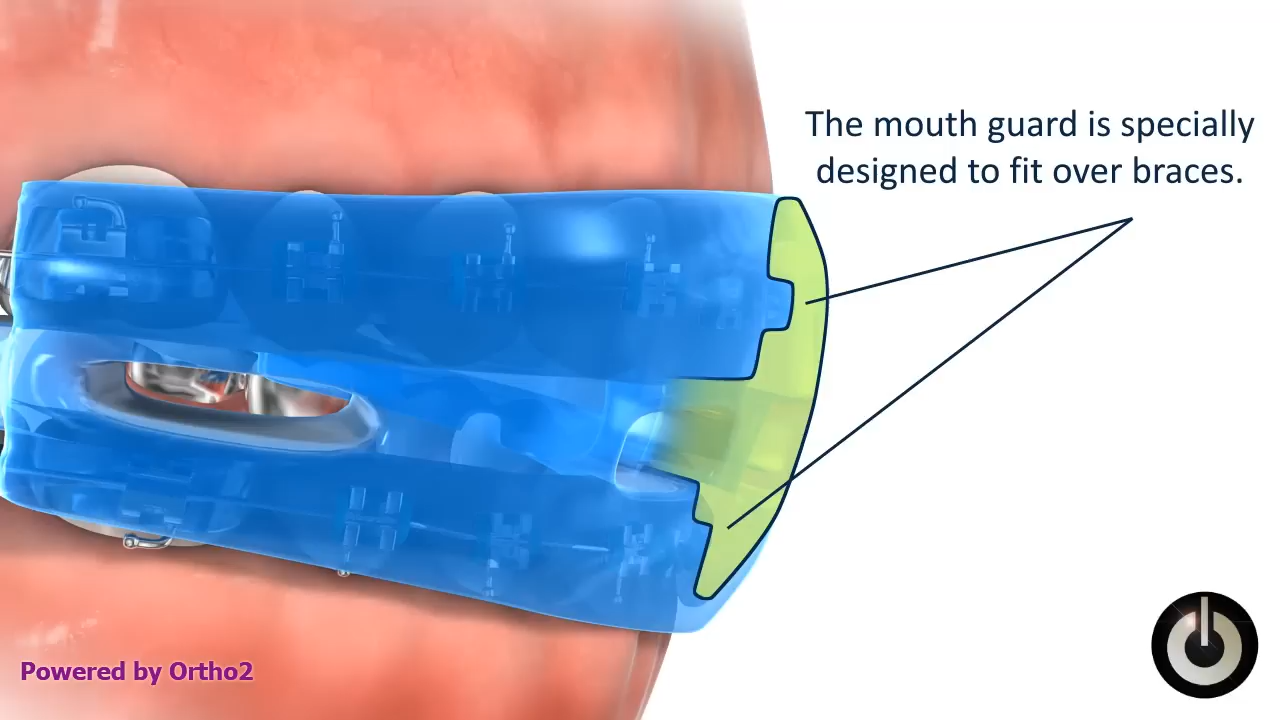 The mouth guard is specially
designed to fit over braces.
Powered by Ortho2